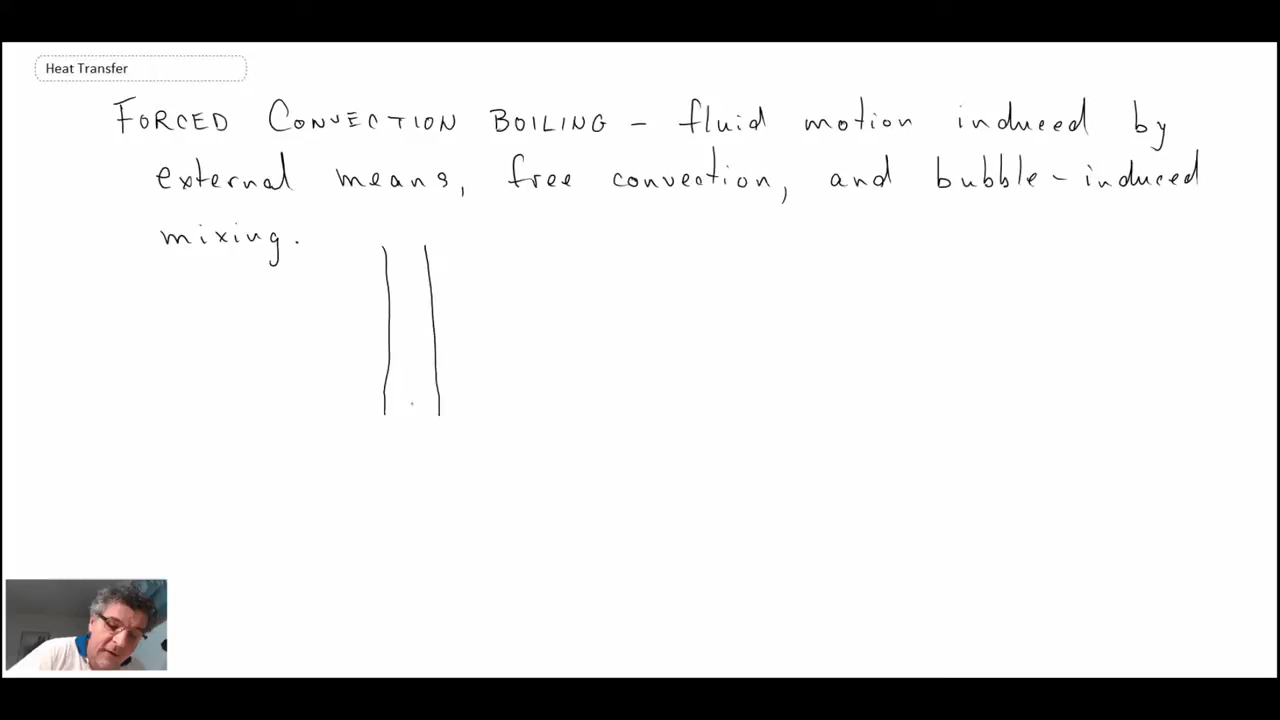 Heat Transfer
FORCED CONVECTION BOILING - fluid motion induced by
external means, free convection, and bubble-induced
mixing.